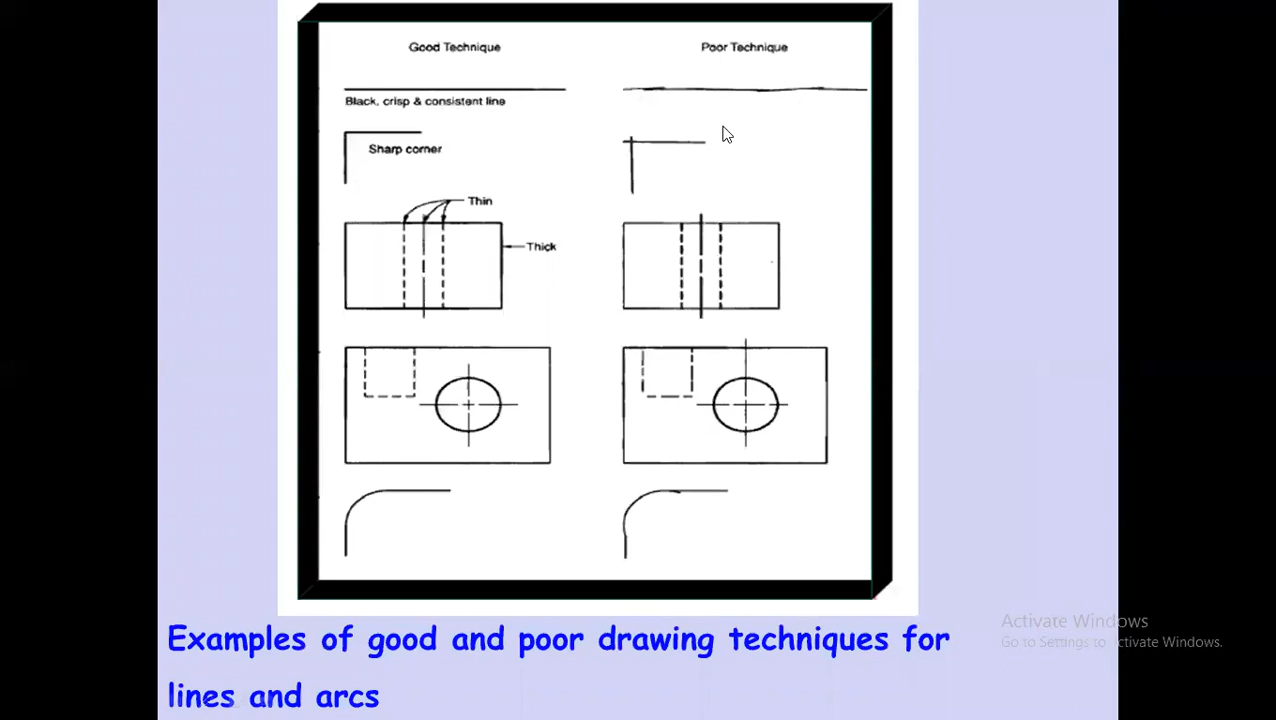 Good Technique
Poor Technique
Black, crisp & consistent line
Sharp corner
Thin
Thick
Examples of good and poor drawing techniques for
lines and arcs
Activate Windows
Go to Settings to activate Windows.